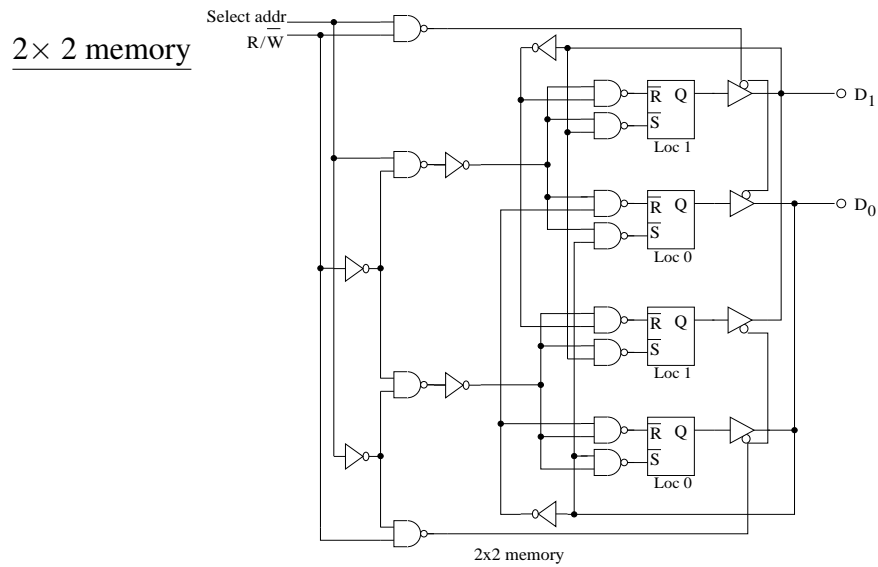 Select addr
R/W̅
2× 2 memory
R̅ Q
S̅
Loc 1
D1
R̅ Q
S̅
Loc 0
D0
R̅ Q
S̅
Loc 1
R̅ Q
S̅
Loc 0
2x2 memory